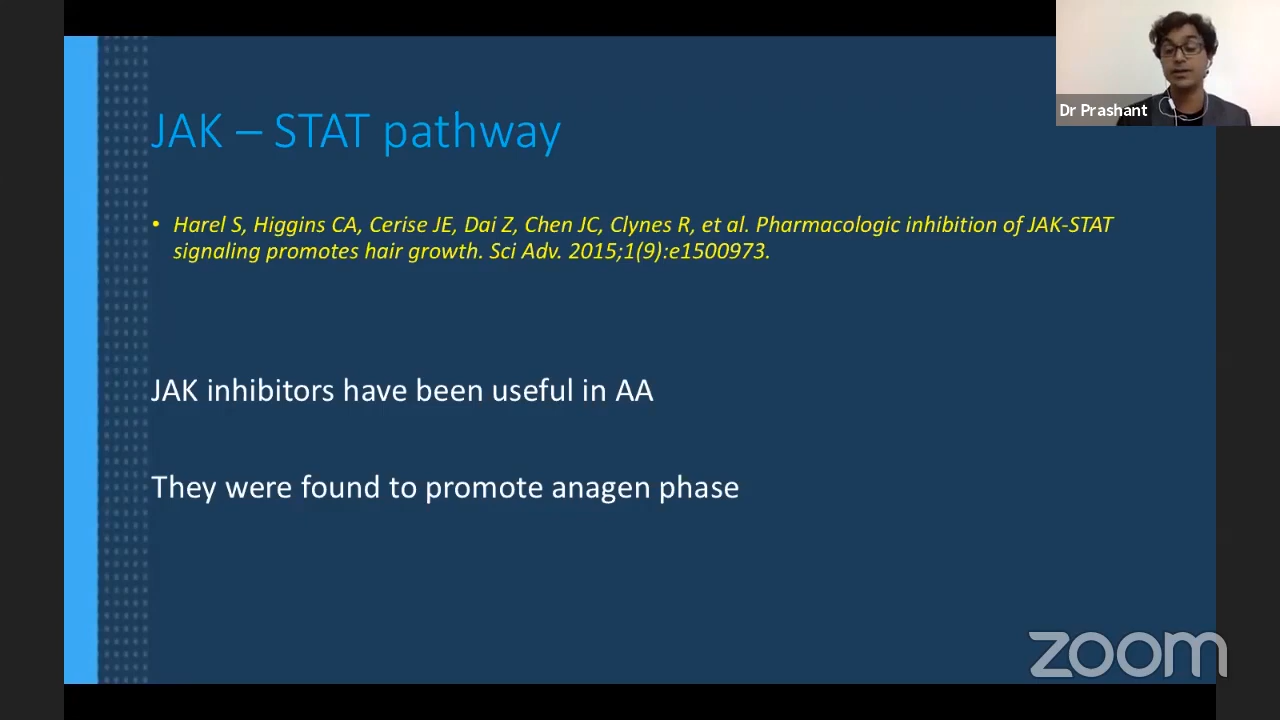 Dr Prashant
JAK – STAT pathway
• Harel S, Higgins CA, Cerise JE, Dai Z, Chen JC, Clynes R, et al. Pharmacologic inhibition of JAK-STAT
signaling promotes hair growth. Sci Adv. 2015;1(9):e1500973.
JAK inhibitors have been useful in AA
They were found to promote anagen phase
zoom